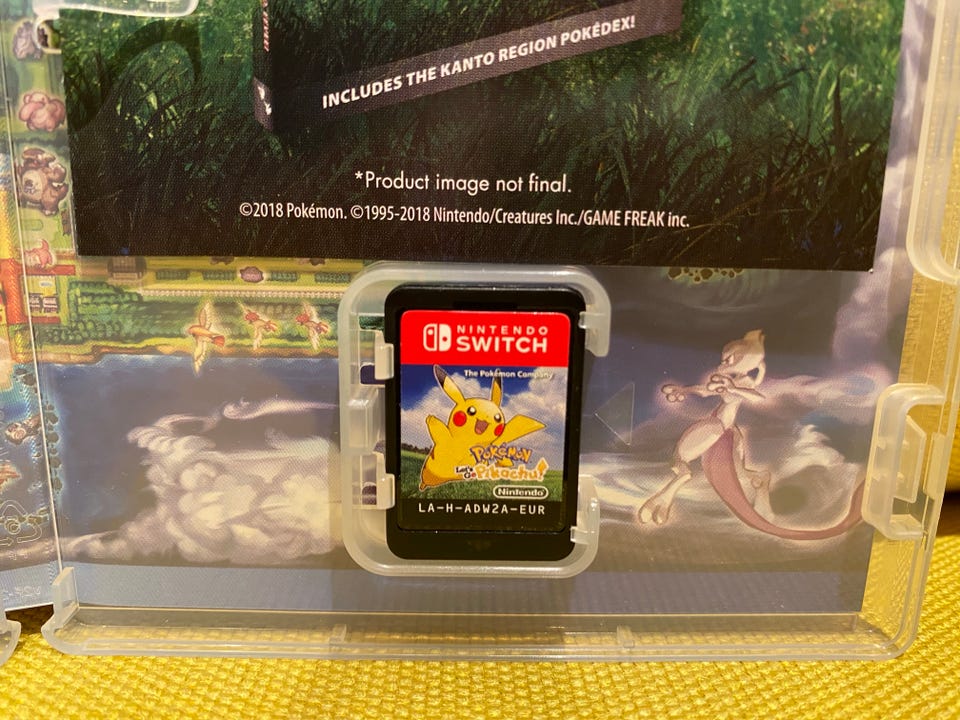 INCLUDES THE KANTO REGION POKÉDEX!
*Product image not final.
©2018 Pokémon. ©1995-2018 Nintendo/Creatures Inc./GAME FREAK inc.
NINTENDO
SWITCH
The Pokémon Company
POKéMON
Let's Go Pikachu!
Nintendo
LA-H-ADW2A-EUR